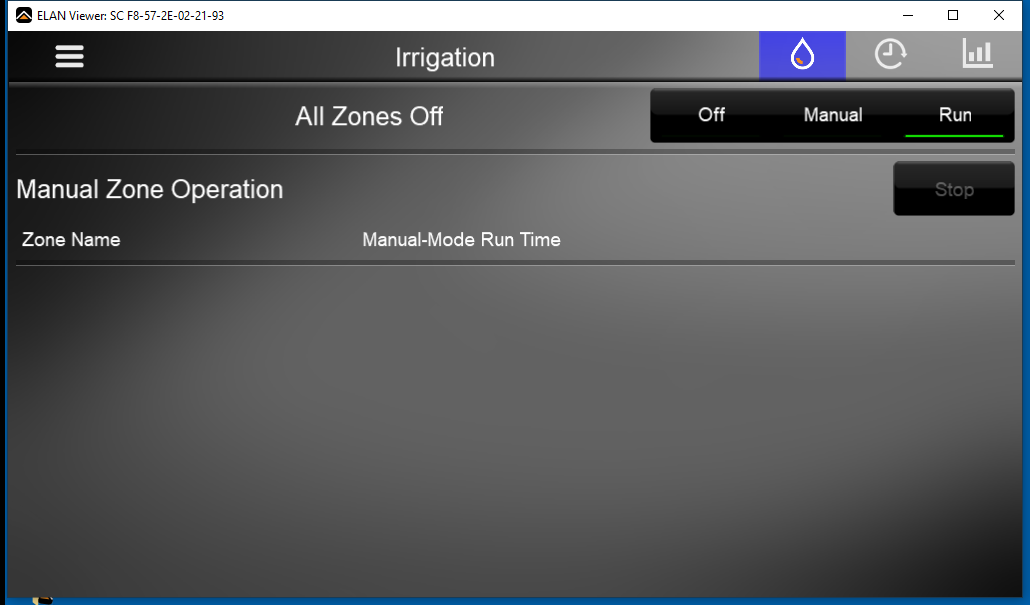 ELAN Viewer: SC F8-57-2E-02-21-93
Irrigation
All Zones Off
Off Manual Run
Manual Zone Operation
Stop
Zone Name Manual-Mode Run Time